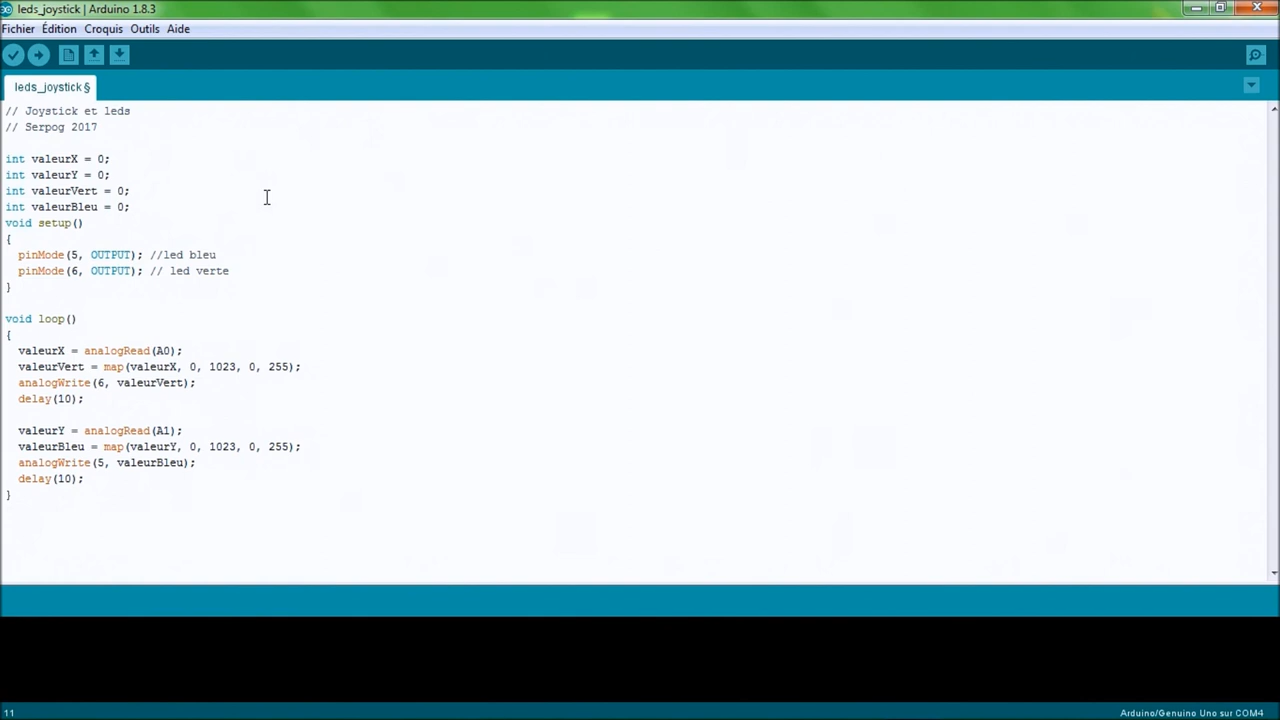 leds_joystick | Arduino 1.8.3
Fichier Édition Croquis Outils Aide
leds_joystick §
// Joystick et leds
// Serpog 2017
int valeurX = 0;
int valeurY = 0;
int valeurVert = 0;
int valeurBleu = 0;
void setup()
{
pinMode(5, OUTPUT); //led bleu
pinMode(6, OUTPUT); // led verte
}
void loop()
{
valeurX = analogRead(A0);
valeurVert = map(valeurX, 0, 1023, 0, 255);
analogWrite(6, valeurVert);
delay(10);
valeurY = analogRead(A1);
valeurBleu = map(valeurY, 0, 1023, 0, 255);
analogWrite(5, valeurBleu);
delay(10);
}
11
Arduino/Genuino Uno sur COM4